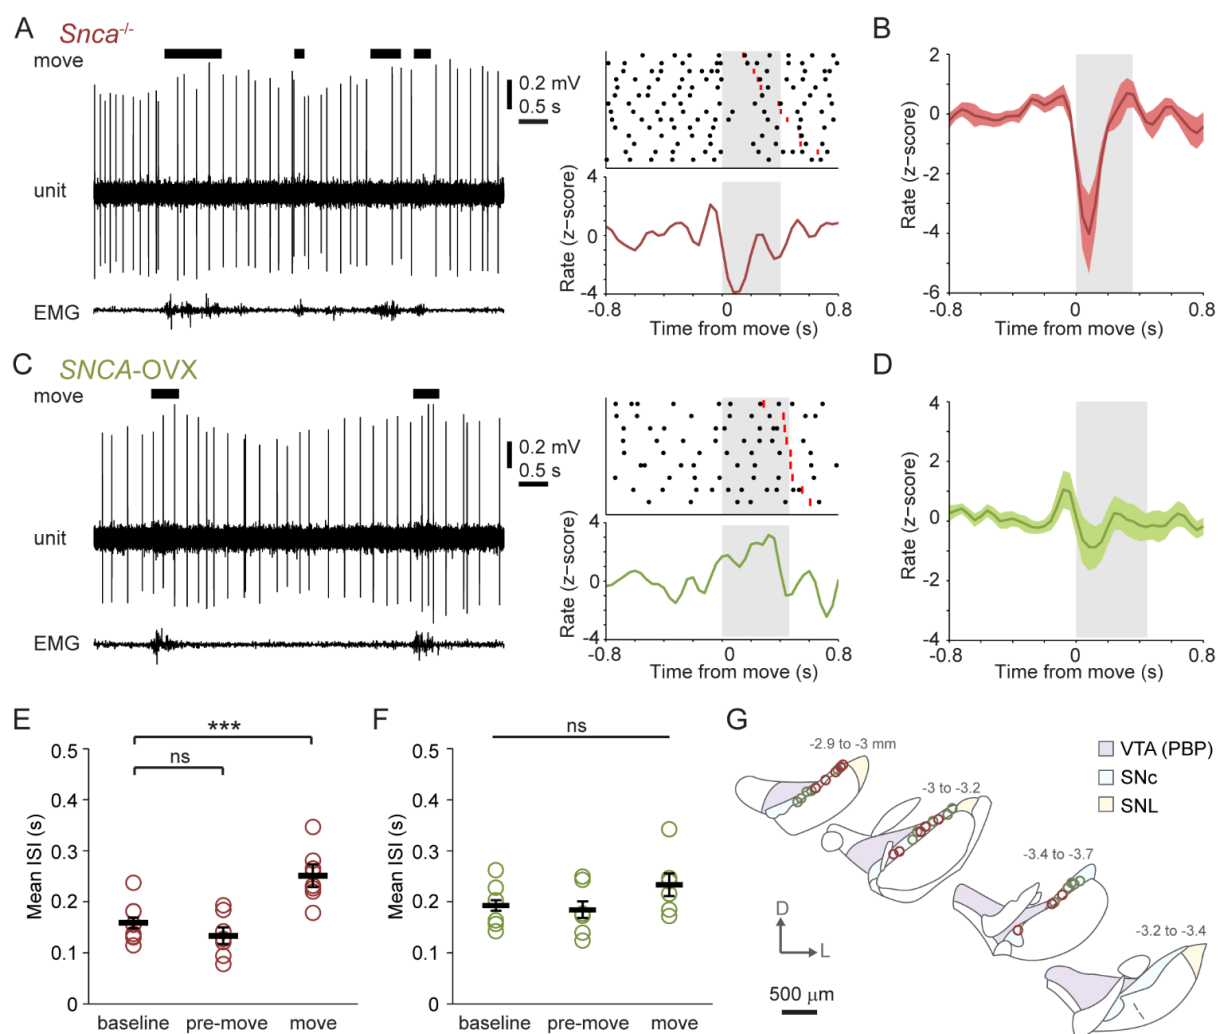 A
Snca-/-
move
0.2 mV
0.5 s
unit
EMG
Rate (z-score)
4
0
-4
-0.8
0
0.8
Time from move (s)
B
Rate (z-score)
2
0
-2
-4
-6
-0.8
0
0.8
Time from move (s)
C
SNCA-OVX
move
0.2 mV
0.5 s
unit
EMG
Rate (z-score)
4
0
-4
-0.8
0
0.8
Time from move (s)
D
Rate (z-score)
4
2
0
-2
-4
-0.8
0
0.8
Time from move (s)
E
***
ns
Mean ISI (s)
0.5
0.4
0.3
0.2
0.1
0
baseline
pre-move
move
F
ns
Mean ISI (s)
0.5
0.4
0.3
0.2
0.1
0
baseline
pre-move
move
G
-2.9 to -3 mm
-3 to -3.2
-3.4 to -3.7
-3.2 to -3.4
VTA (PBP)
SNc
SNL
D
L
500 μm